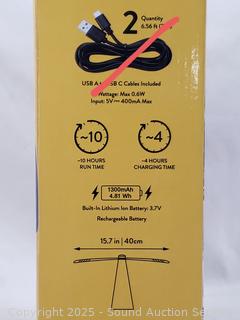 2
Quantity
6.56 ft
USB A
USB C Cables Included
Wattage: Max 0.6W
Input: 5V⎓ 400mA Max
~10
~4
~10 HOURS
RUN TIME
~4 HOURS
CHARGING TIME
1300mAh
4.81 Wh
Built-In Lithium Ion Battery: 3.7V
Rechargeable Battery
15.7 in | 40cm
Copyright 2025 - Sound Auction Serv